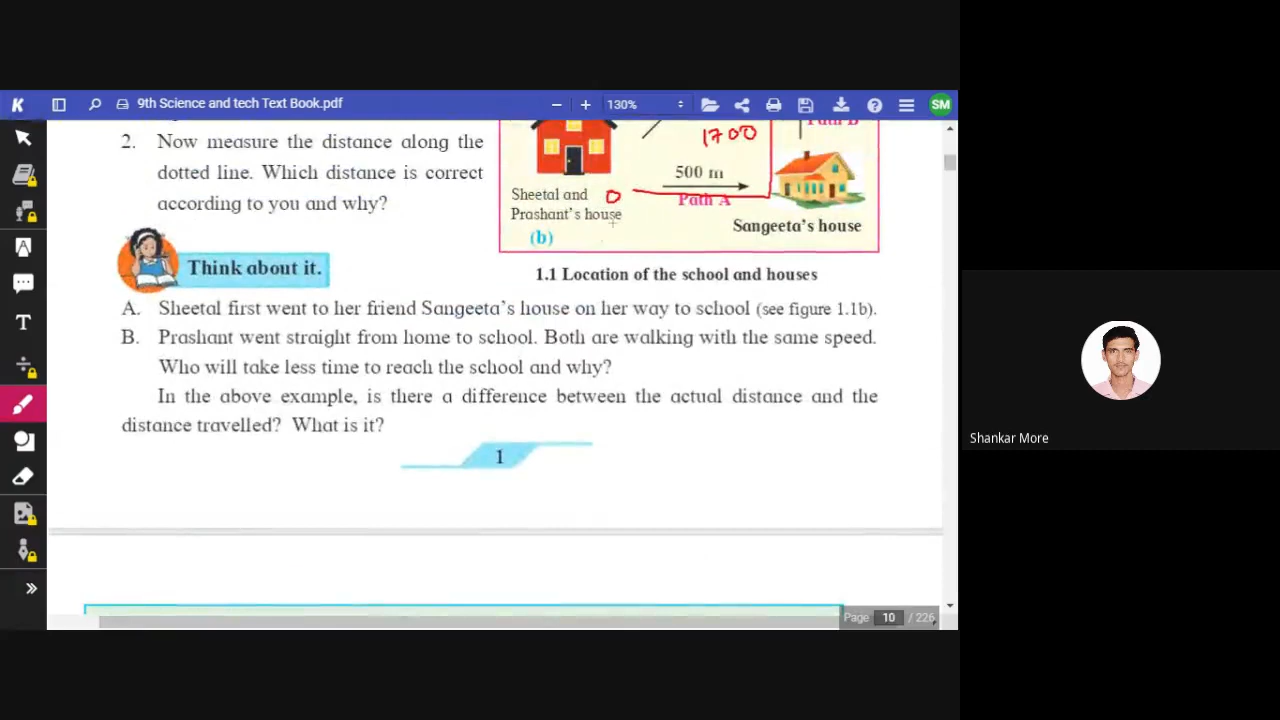 9th Science and tech Text Book.pdf
130%
SM
2. Now measure the distance along the
dotted line. Which distance is correct
according to you and why?
1700
500 m
Path A
Path B
Sheetal and
Prashant's house
O
Sangeeta's house
(b)
1.1 Location of the school and houses
Think about it.
A. Sheetal first went to her friend Sangeeta's house on her way to school (see figure 1.1b).
B. Prashant went straight from home to school. Both are walking with the same speed.
Who will take less time to reach the school and why?
In the above example, is there a difference between the actual distance and the
distance travelled? What is it?
1
Page 10 / 226
Shankar More